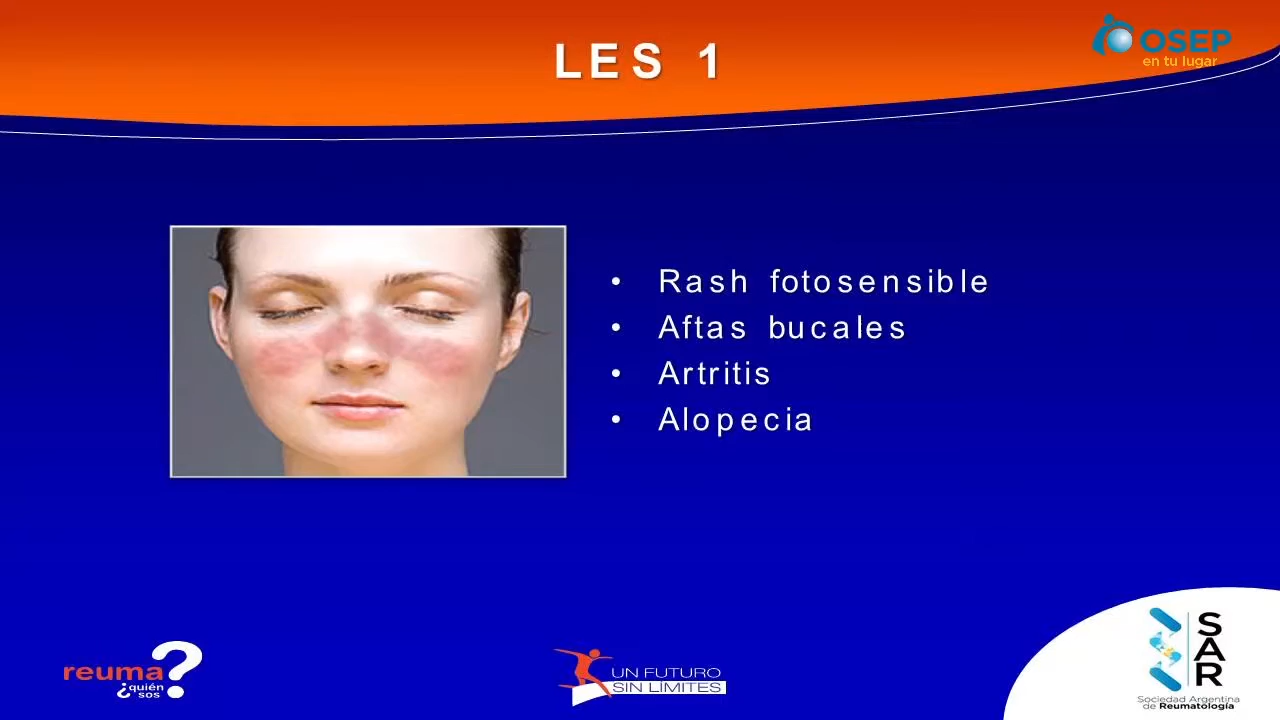 LES 1
OSEP
en tu lugar
• Rash fotosensible
• Aftas bucales
• Artritis
• Alopecia
reuma?
¿quién
sos
UN FUTURO
SIN LÍMITES
SAR
Sociedad Argentina
de Reumatología